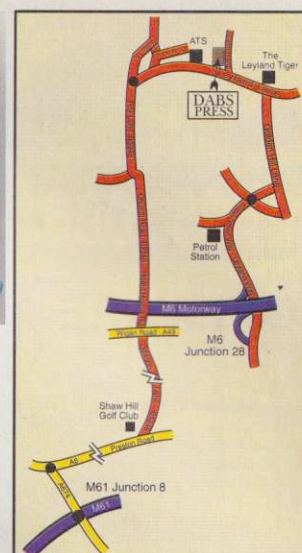 ATS
The
Leyland Tiger
DABS
PRESS
Petrol
Station
M6 Motorway
Wigan Road A49
M6
Junction 28
Shaw Hill
Golf Club
A6
Preston Road
A674
M61 Junction 8
M61